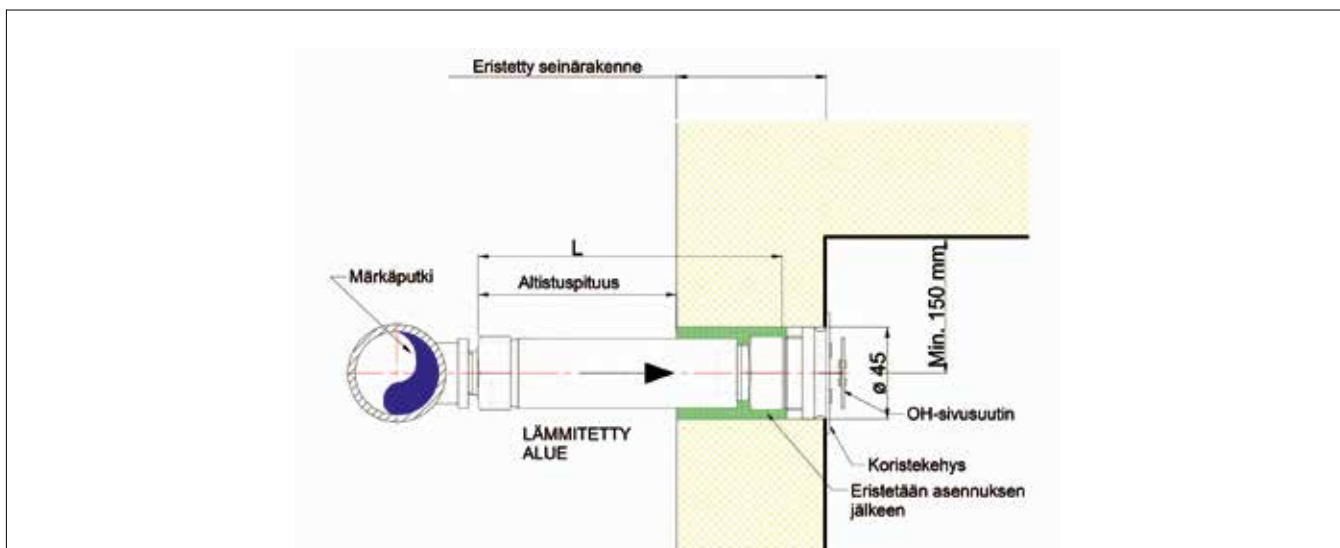 Eristetty seinärakenne
L
Märkäputki
Altistuspituus
Min. 150 mm
ø 45
OH-sivusuutin
LÄMMITETTY
ALUE
Koristekehys
Eristetään asennuksen
jälkeen